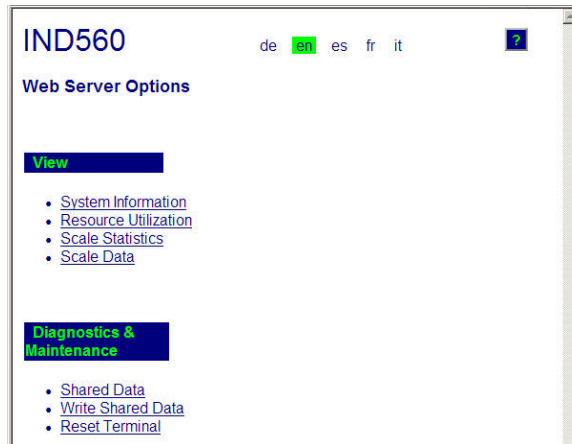 IND560
de en es fr it
?
Web Server Options
View
System Information
Resource Utilization
Scale Statistics
Scale Data
Diagnostics &
Maintenance
Shared Data
Write Shared Data
Reset Terminal